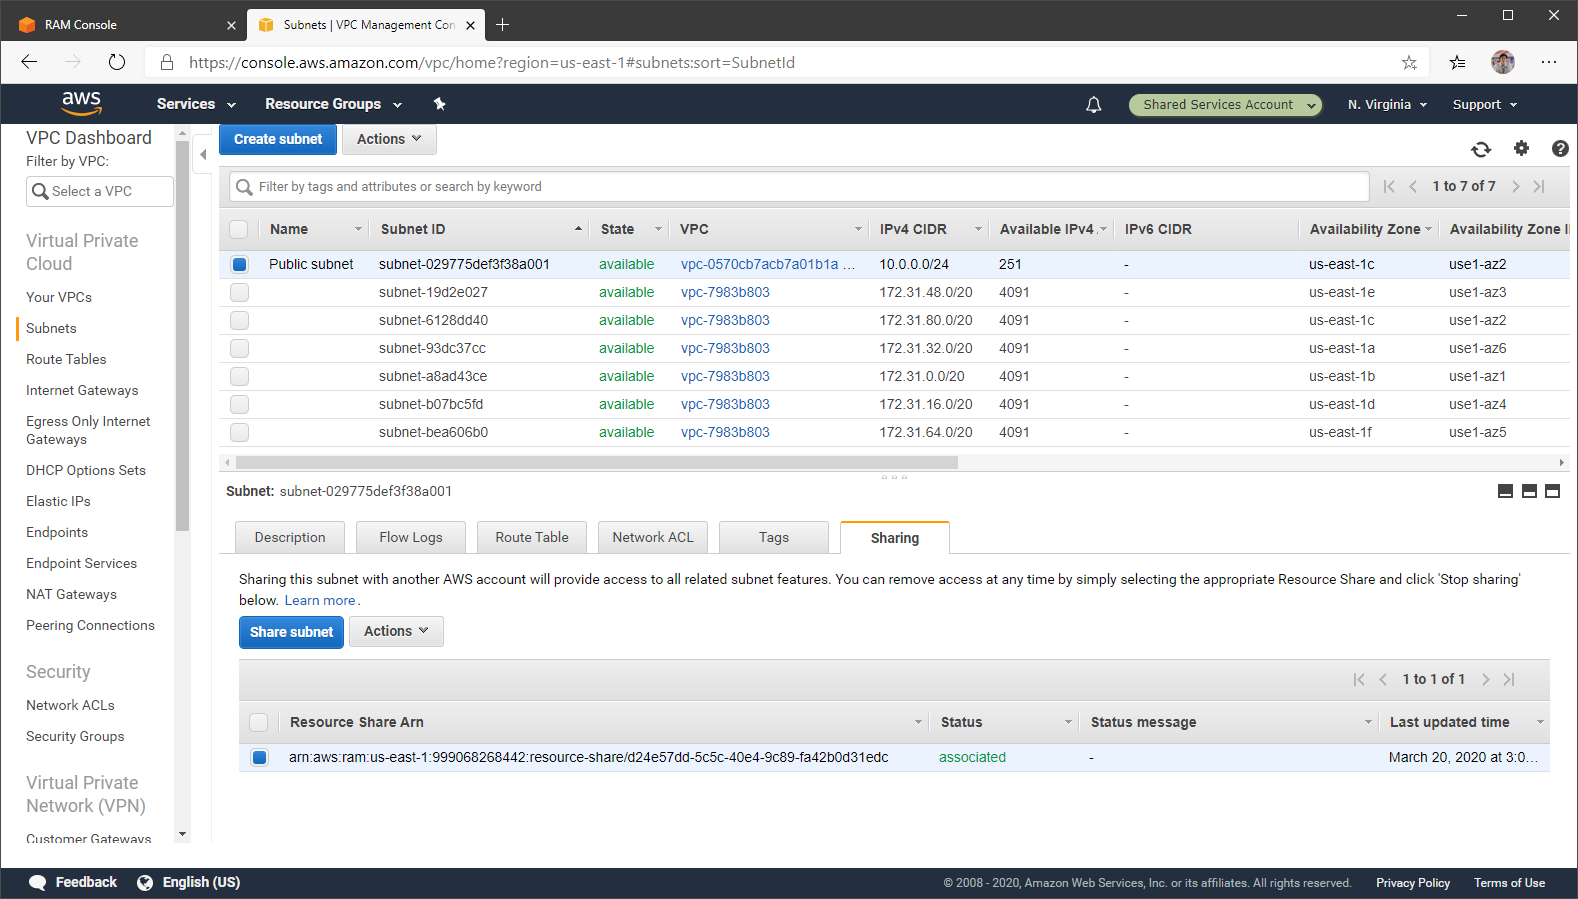 RAM Console
Subnets | VPC Management Con
https://console.aws.amazon.com/vpc/home?region=us-east-1#subnets:sort=SubnetId
aws Services Resource Groups Shared Services Account N. Virginia Support
VPC Dashboard
Filter by VPC:
Select a VPC
Virtual Private
Cloud
Your VPCs
Subnets
Route Tables
Internet Gateways
Egress Only Internet
Gateways
DHCP Options Sets
Elastic IPs
Endpoints
Endpoint Services
NAT Gateways
Peering Connections
Security
Network ACLs
Security Groups
Virtual Private
Network (VPN)
Customer Gateways
Create subnet Actions
Filter by tags and attributes or search by keyword 1 to 7 of 7
Name Subnet ID State VPC IPv4 CIDR Available IPv4 IPv6 CIDR Availability Zone Availability Zone I
Public subnet subnet-029775def3f38a001 available vpc-0570cb7acb7a01b1a ... 10.0.0.0/24 251 - us-east-1c use1-az2
subnet-19d2e027 available vpc-7983b803 172.31.48.0/20 4091 - us-east-1e use1-az3
subnet-6128dd40 available vpc-7983b803 172.31.80.0/20 4091 - us-east-1c use1-az2
subnet-93dc37cc available vpc-7983b803 172.31.32.0/20 4091 - us-east-1a use1-az6
subnet-a8ad43ce available vpc-7983b803 172.31.0.0/20 4091 - us-east-1b use1-az1
subnet-b07bc5fd available vpc-7983b803 172.31.16.0/20 4091 - us-east-1d use1-az4
subnet-bea606b0 available vpc-7983b803 172.31.64.0/20 4091 - us-east-1f use1-az5
Subnet: subnet-029775def3f38a001
Description Flow Logs Route Table Network ACL Tags Sharing
Sharing this subnet with another AWS account will provide access to all related subnet features. You can remove access at any time by simply selecting the appropriate Resource Share and click 'Stop sharing'
below. Learn more.
Share subnet Actions
1 to 1 of 1
Resource Share Arn Status Status message Last updated time
arn:aws:ram:us-east-1:999068268442:resource-share/d24e57dd-5c5c-40e4-9c89-fa42b0d31edc associated - March 20, 2020 at 3:0...
Feedback English (US) © 2008 - 2020, Amazon Web Services, Inc. or its affiliates. All rights reserved. Privacy Policy Terms of Use